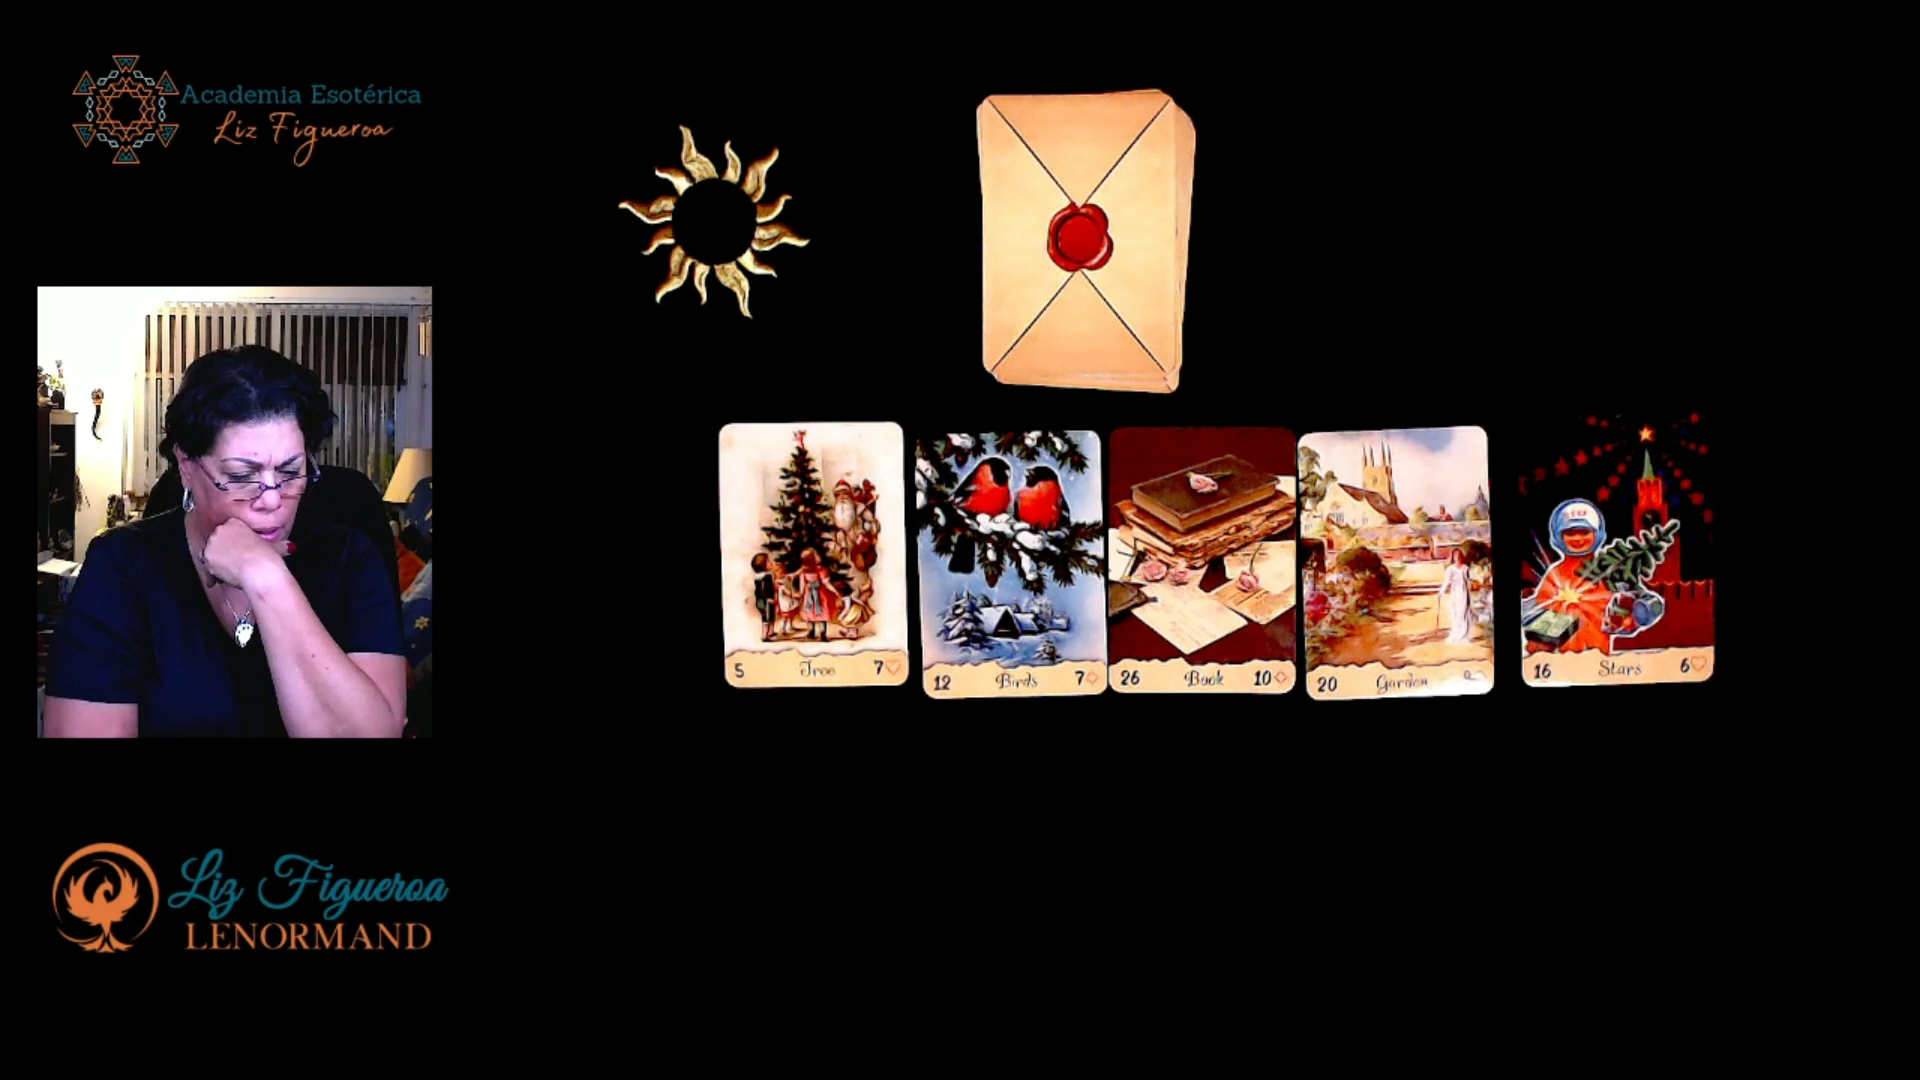 Academia Esotérica
Liz Figueroa
5 Tree 7
12 Birds 7
26 Book 10
20 Garden
16 Stars 6
Liz Figueroa
LENORMAND